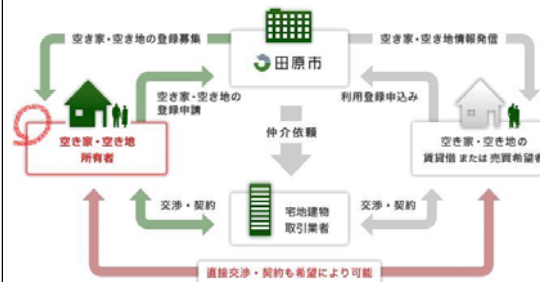 空き家・空き地の登録募集
空き家・空き地情報発信
田原市
空き家・空き地の
登録申請
利用登録申込み
仲介依頼
空き家・空き地
所有者
空き家・空き地の
賃貸借 または 売買希望者
交渉・契約
宅地建物
取引業者
交渉・契約
直接交渉・契約も希望により可能